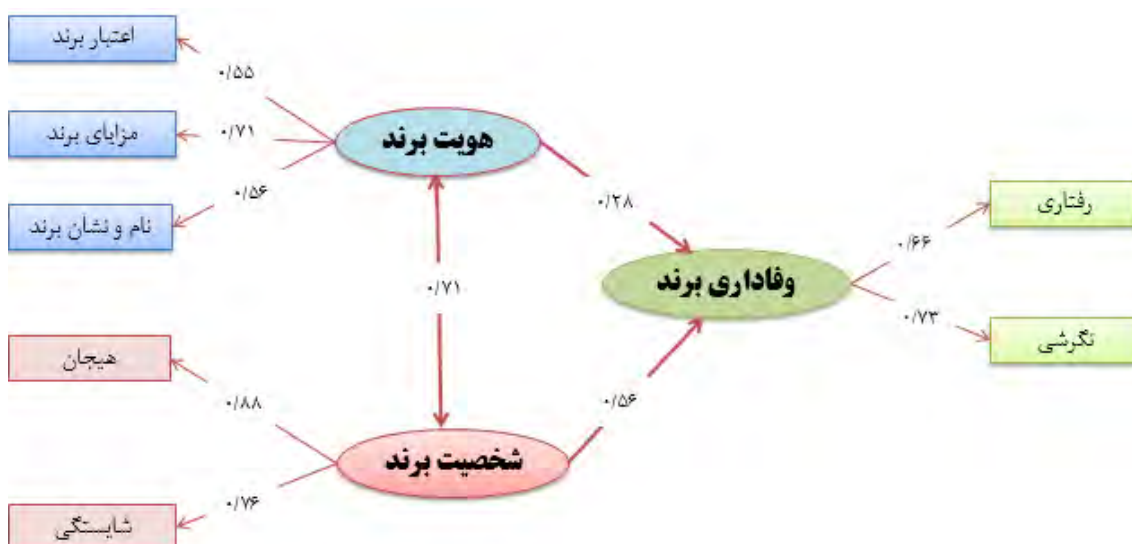 اعتبار برند
۰/۵۵
مزایای برند
۰/۷۱
هویت برند
نام و نشان برند
۰/۵۶
۰/۲۸
رفتاری
۰/۶۶
وفاداری برند
۰/۷۱
۰/۷۳
نگرشی
هیجان
۰/۸۸
۰/۵۶
شخصیت برند
۰/۷۶
شایستگی